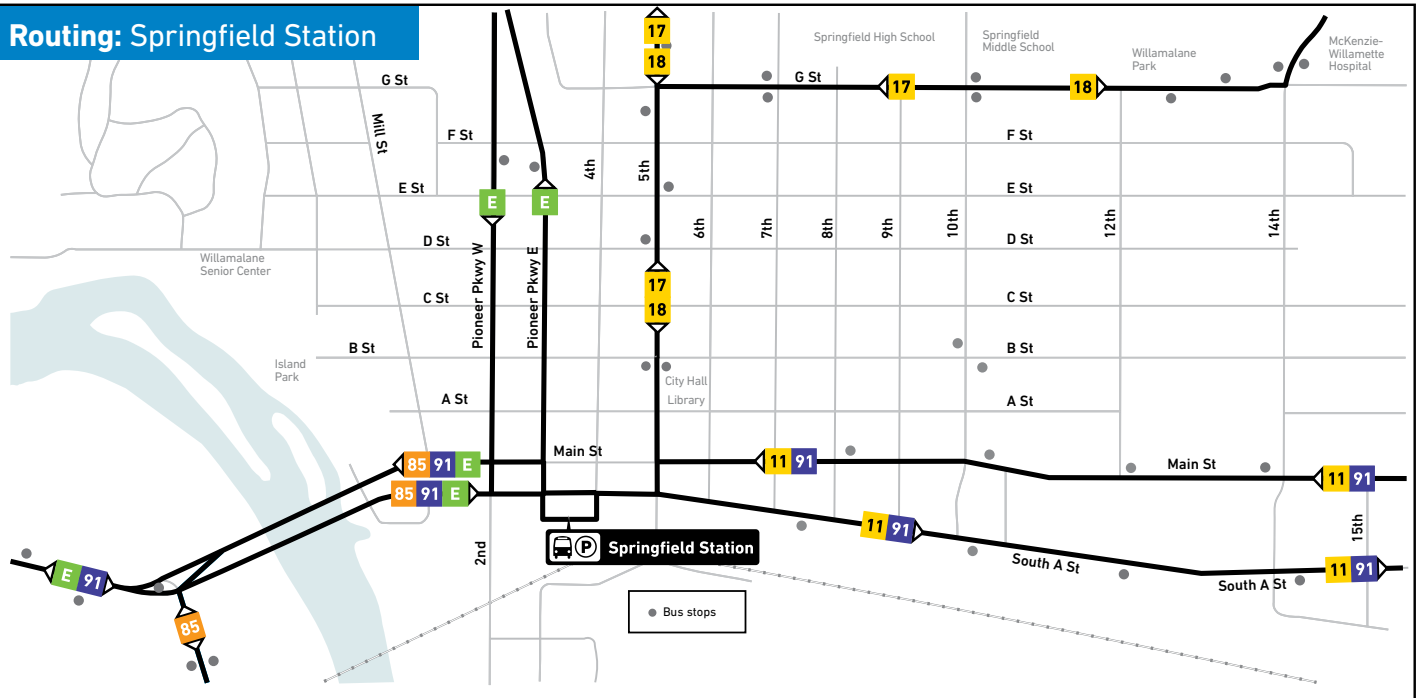 Routing: Springfield Station
17
18
Springfield High School
Springfield
Middle School
Willamalane
Park
McKenzie-
Willamette
Hospital
G St
G St
17
18
Mill St
F St
F St
4th
5th
E St
E St
E
E
6th
7th
8th
9th
10th
12th
14th
D St
D St
Willamalane
Senior Center
Pioneer Pkwy W
Pioneer Pkwy E
17
18
C St
C St
B St
B St
Island
Park
City Hall
Library
A St
A St
Main St
85 91 E
11 91
Main St
11 91
85 91 E
11 91
15th
2nd
P Springfield Station
South A St
11 91
South A St
E 91
85
Bus stops